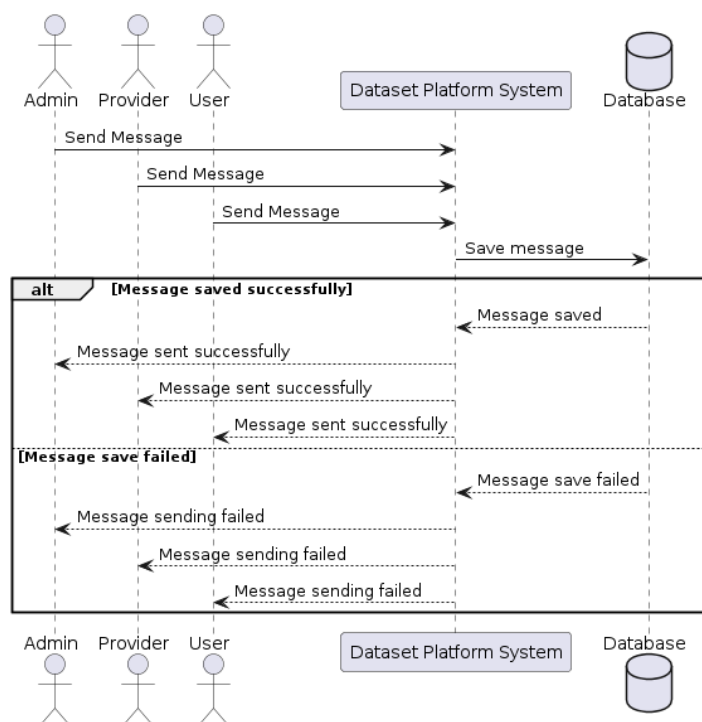 Admin Provider User Dataset Platform System Database
Send Message
Send Message
Send Message
Save message
alt [Message saved successfully]
Message saved
Message sent successfully
Message sent successfully
Message sent successfully
[Message save failed]
Message save failed
Message sending failed
Message sending failed
Message sending failed
Admin Provider User Dataset Platform System Database